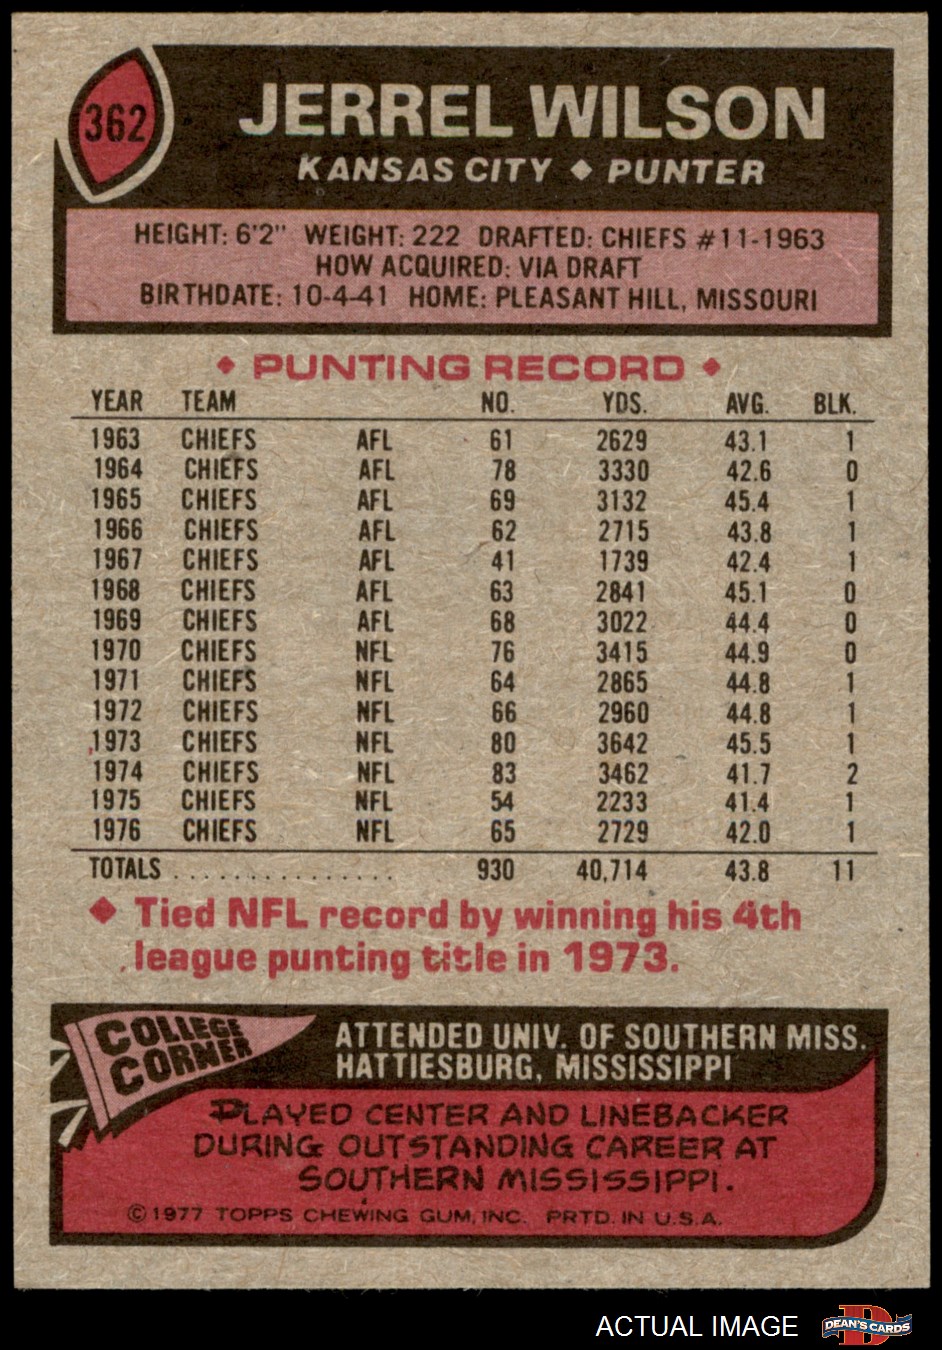 362
JERREL WILSON
KANSAS CITY ◆ PUNTER
HEIGHT: 6'2" WEIGHT: 222 DRAFTED: CHIEFS #11-1963
HOW ACQUIRED: VIA DRAFT
BIRTHDATE: 10-4-41 HOME: PLEASANT HILL, MISSOURI
◆ PUNTING RECORD ◆
YEAR TEAM NO. YDS. AVG. BLK.
1963 CHIEFS AFL 61 2629 43.1 1
1964 CHIEFS AFL 78 3330 42.6 0
1965 CHIEFS AFL 69 3132 45.4 1
1966 CHIEFS AFL 62 2715 43.8 1
1967 CHIEFS AFL 41 1739 42.4 1
1968 CHIEFS AFL 63 2841 45.1 0
1969 CHIEFS AFL 68 3022 44.4 0
1970 CHIEFS NFL 76 3415 44.9 0
1971 CHIEFS NFL 64 2865 44.8 1
1972 CHIEFS NFL 66 2960 44.8 1
1973 CHIEFS NFL 80 3642 45.5 1
1974 CHIEFS NFL 83 3462 41.7 2
1975 CHIEFS NFL 54 2233 41.4 1
1976 CHIEFS NFL 65 2729 42.0 1
TOTALS . . . . . . . . . . . . . . . 930 40,714 43.8 11
◆ Tied NFL record by winning his 4th
league punting title in 1973.
COLLEGE
CORNER
ATTENDED UNIV. OF SOUTHERN MISS.
HATTIESBURG, MISSISSIPPI
PLAYED CENTER AND LINEBACKER
DURING OUTSTANDING CAREER AT
SOUTHERN MISSISSIPPI.
© 1977 TOPPS CHEWING GUM, INC. PRTD. IN U.S.A.
ACTUAL IMAGE D DEAN'S CARDS